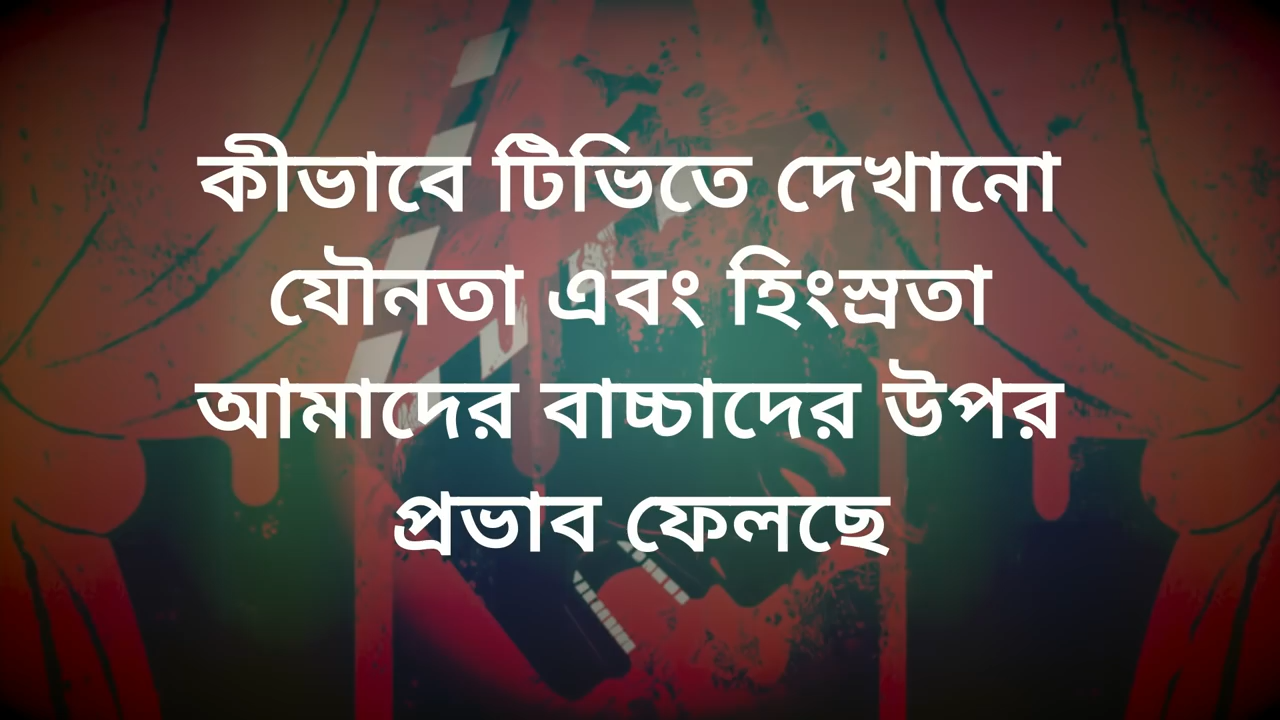 কীভাবে টিভিতে দেখানো
যৌনতা এবং হিংস্রতা
আমাদের বাচ্চাদের উপর
প্রভাব ফেলছে